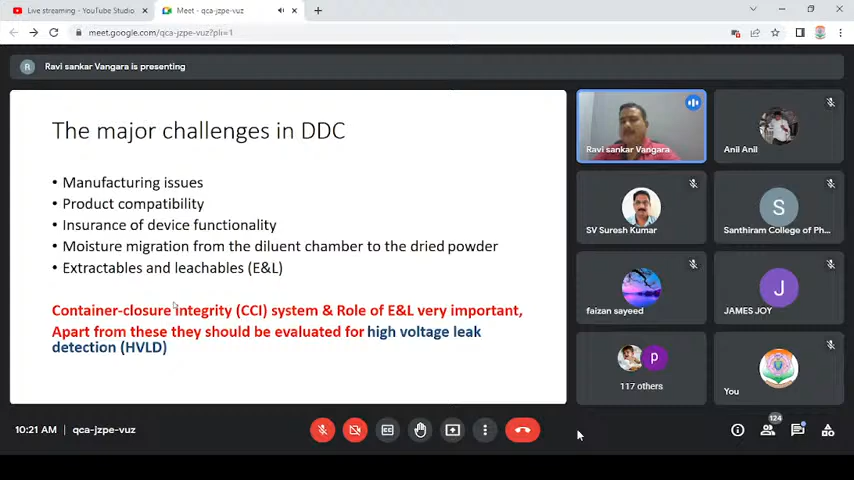 Live streaming - YouTube Studio
Meet - qca-jzpe-vuz
meet.google.com/qca-jzpe-vuz?pli=1
R
Ravi sankar Vangara is presenting
The major challenges in DDC
• Manufacturing issues
• Product compatibility
• Insurance of device functionality
• Moisture migration from the diluent chamber to the dried powder
• Extractables and leachables (E&L)
Container-closure integrity (CCI) system & Role of E&L very important,
Apart from these they should be evaluated for high voltage leak
detection (HVLD)
Ravi sankar Vangara
Anil Anil
SV Suresh Kumar
S
Santhiram College of Ph...
faizan sayeed
J
JAMES JOY
p
117 others
You
10:21 AM | qca-jzpe-vuz
124